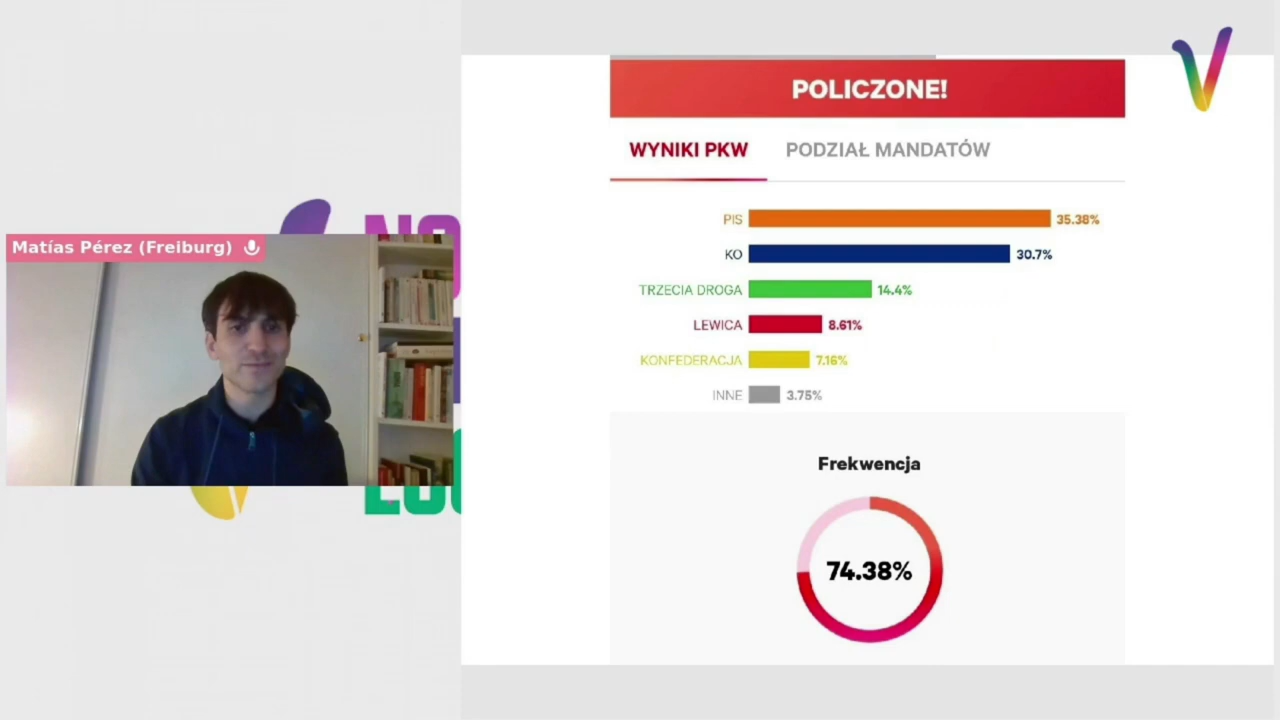 POLICZONE!
WYNIKI PKW
PODZIAŁ MANDATÓW
PIS 35.38%
KO 30.7%
TRZECIA DROGA 14.4%
LEWICA 8.61%
KONFEDERACJA 7.16%
INNE 3.75%
Frekwencja
74.38%
Matías Pérez (Freiburg)